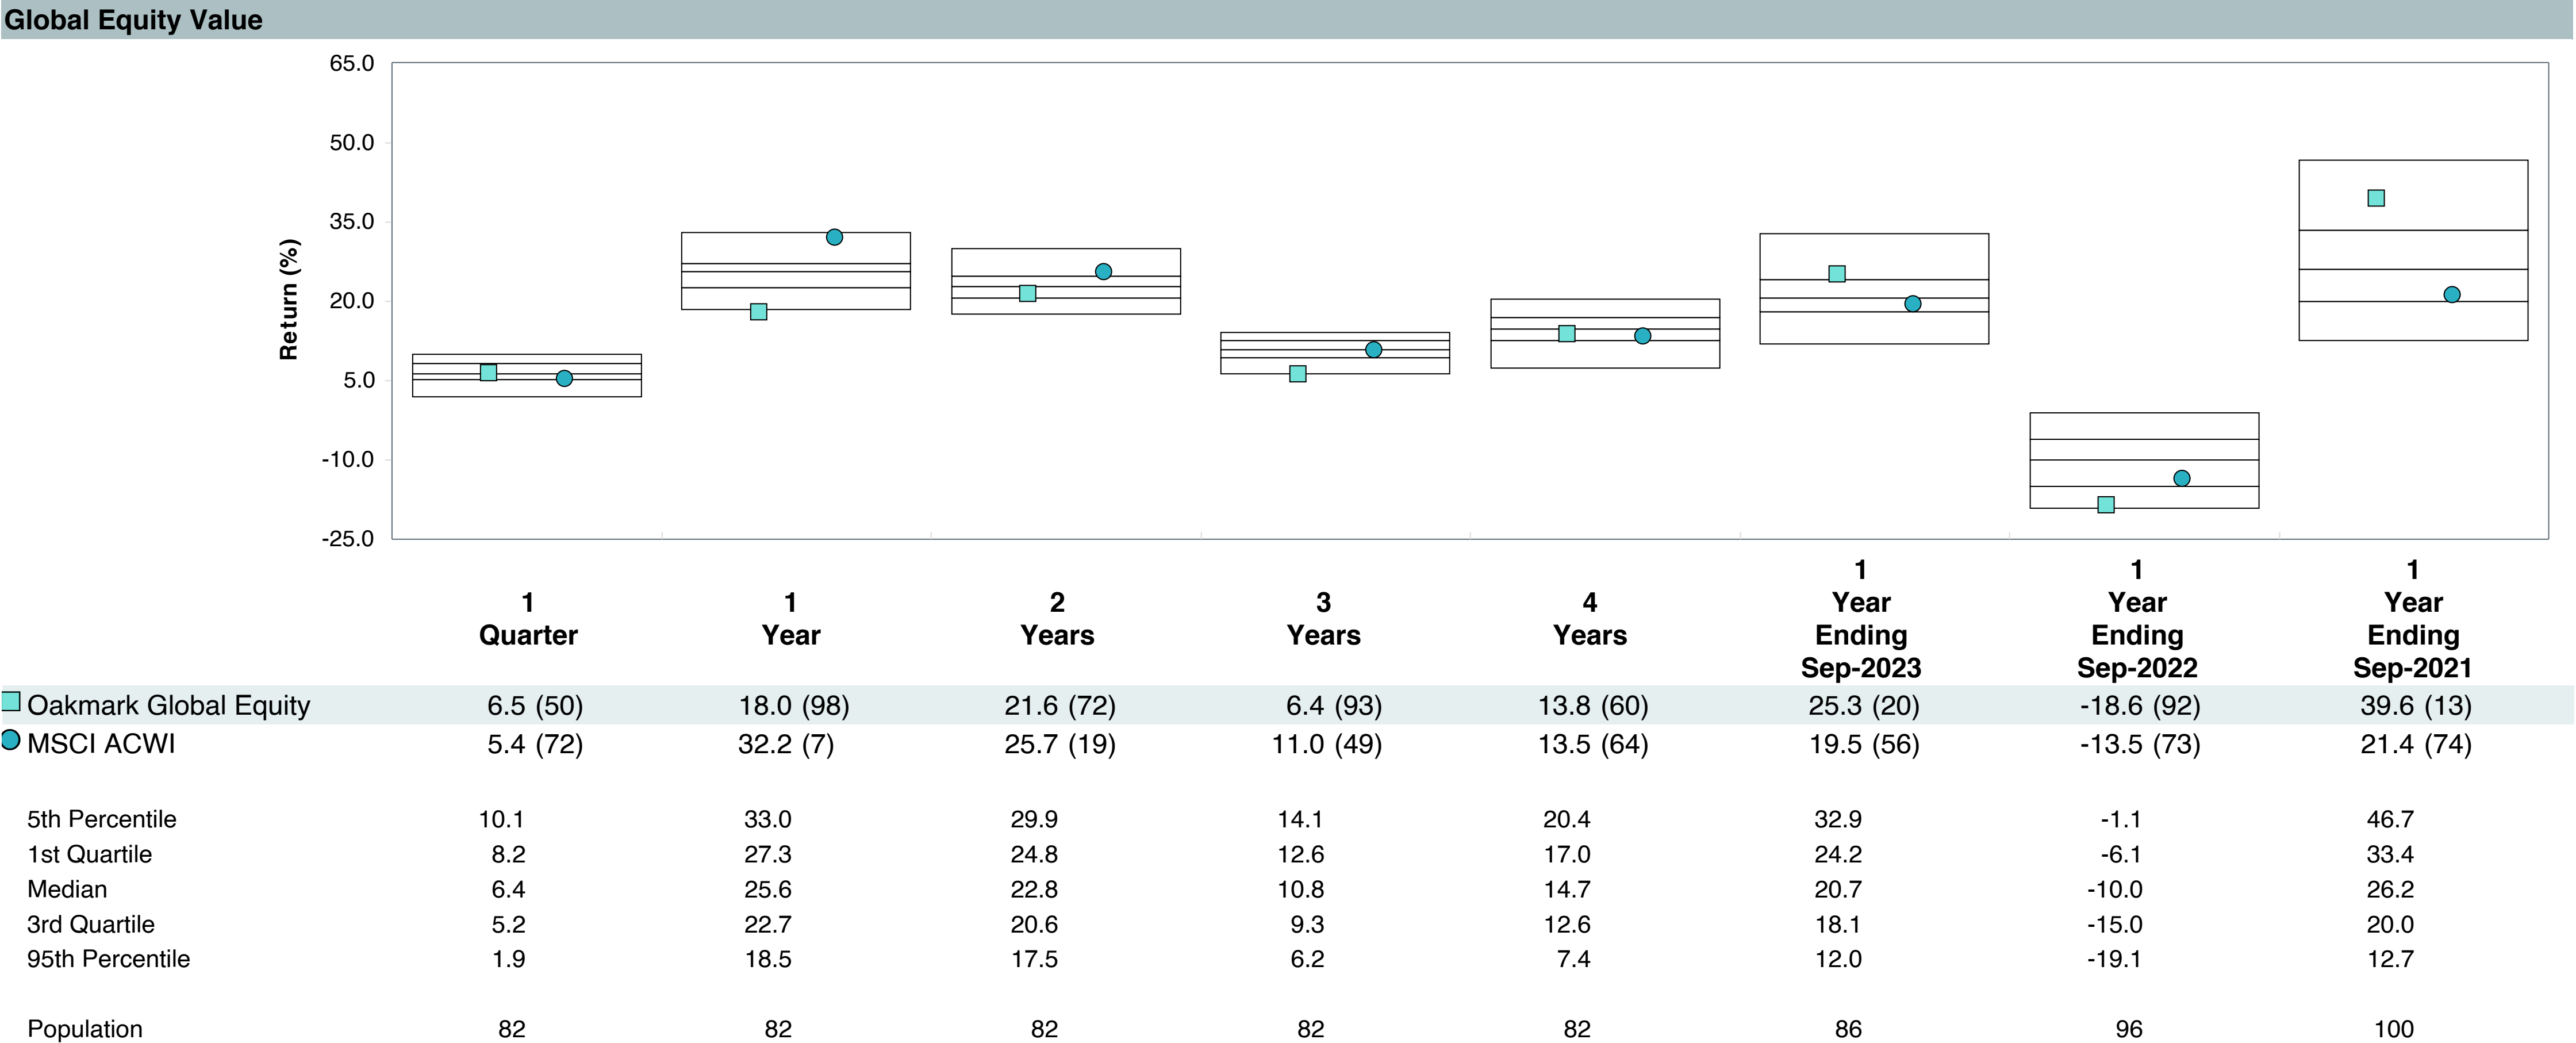 Global Equity Value
65.0
50.0
35.0
20.0
5.0
-10.0
-25.0
Return (%)
1 Quarter
1 Year
2 Years
3 Years
4 Years
1 Year Ending Sep-2023
1 Year Ending Sep-2022
1 Year Ending Sep-2021
Oakmark Global Equity 6.5 (50) 18.0 (98) 21.6 (72) 6.4 (93) 13.8 (60) 25.3 (20) -18.6 (92) 39.6 (13)
MSCI ACWI 5.4 (72) 32.2 (7) 25.7 (19) 11.0 (49) 13.5 (64) 19.5 (56) -13.5 (73) 21.4 (74)
5th Percentile 10.1 33.0 29.9 14.1 20.4 32.9 -1.1 46.7
1st Quartile 8.2 27.3 24.8 12.6 17.0 24.2 -6.1 33.4
Median 6.4 25.6 22.8 10.8 14.7 20.7 -10.0 26.2
3rd Quartile 5.2 22.7 20.6 9.3 12.6 18.1 -15.0 20.0
95th Percentile 1.9 18.5 17.5 6.2 7.4 12.0 -19.1 12.7
Population 82 82 82 82 82 86 96 100